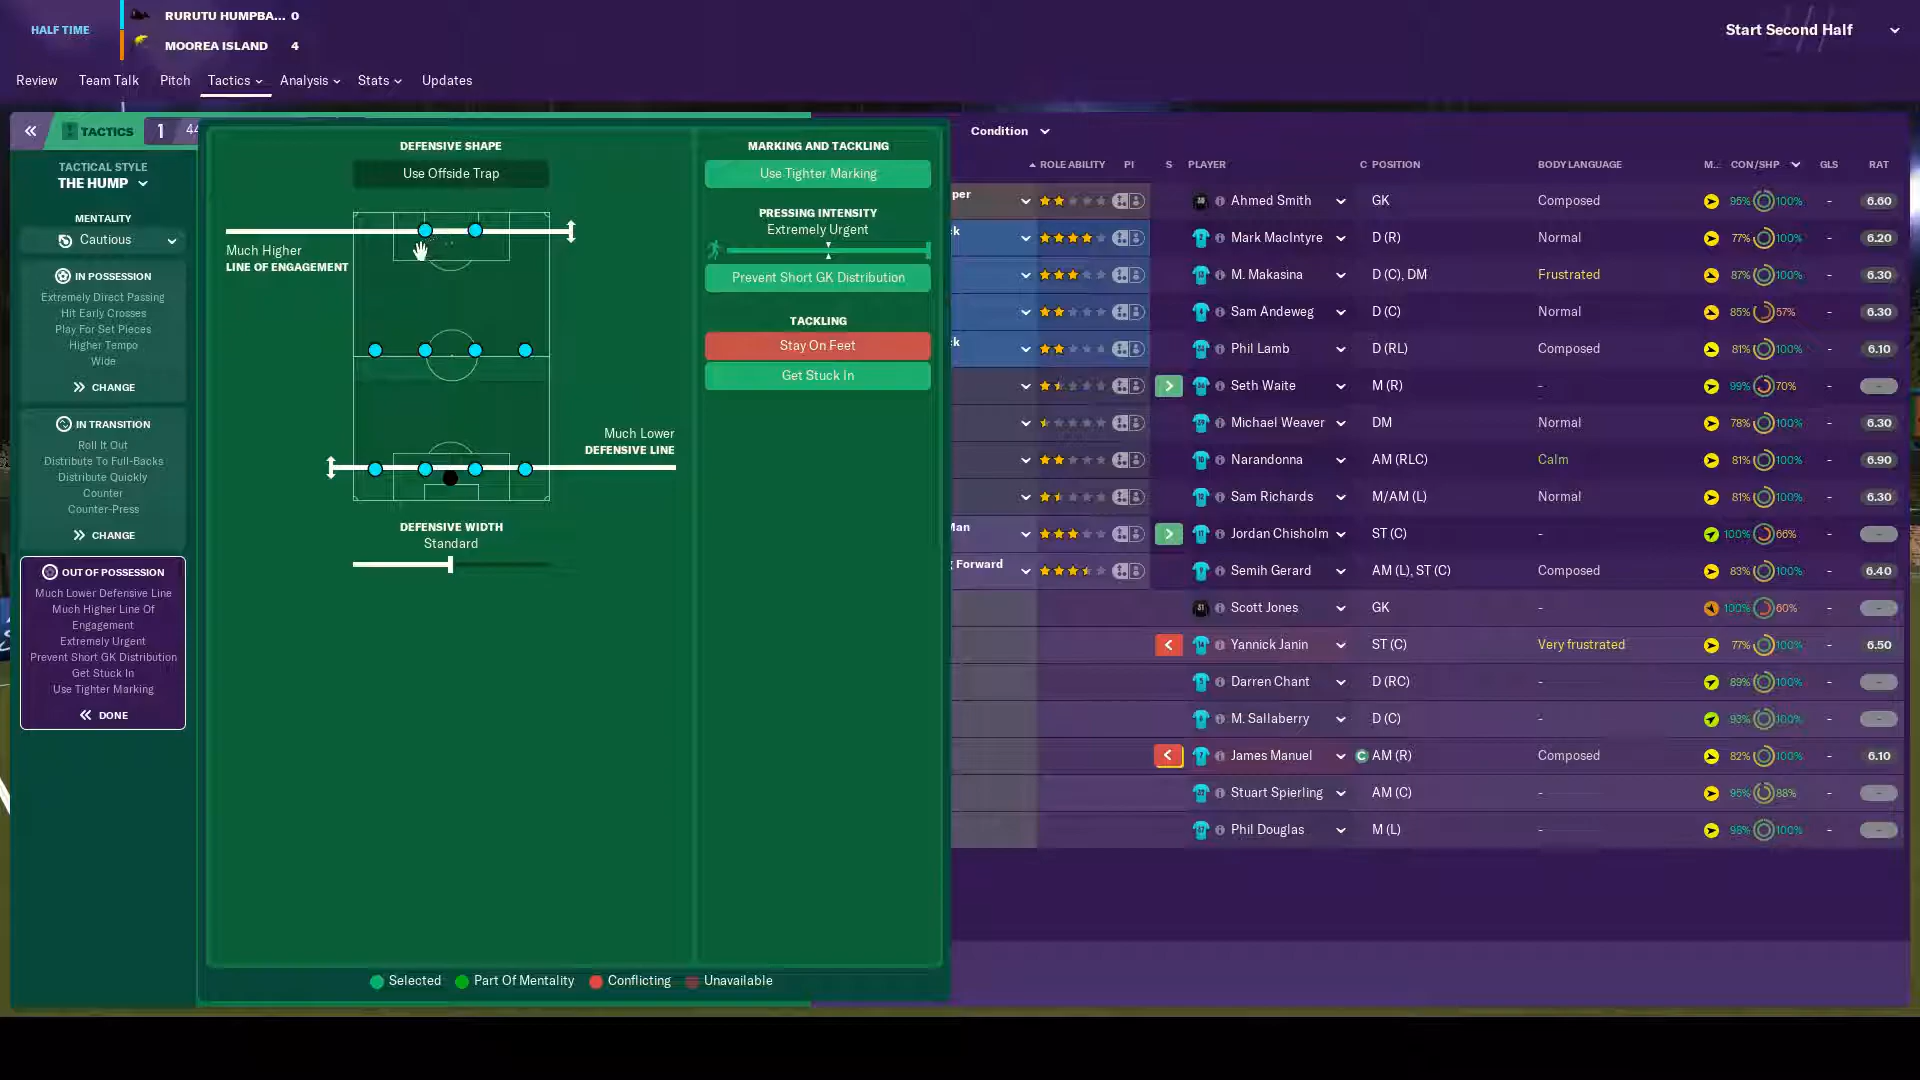 HALF TIME
RURUTU HUMPBA... 0
MOOREA ISLAND 4
Start Second Half
Review Team Talk Pitch Tactics Analysis Stats Updates
TACTICS 1 44
TACTICAL STYLE
THE HUMP
MENTALITY
Cautious
IN POSSESSION
Extremely Direct Passing
Hit Early Crosses
Play For Set Pieces
Higher Tempo
Wide
CHANGE
IN TRANSITION
Roll It Out
Distribute To Full-Backs
Distribute Quickly
Counter
Counter-Press
CHANGE
OUT OF POSSESSION
Much Lower Defensive Line
Much Higher Line Of
Engagement
Extremely Urgent
Prevent Short GK Distribution
Get Stuck In
Use Tighter Marking
DONE
DEFENSIVE SHAPE
Use Offside Trap
Much Higher
LINE OF ENGAGEMENT
Much Lower
DEFENSIVE LINE
DEFENSIVE WIDTH
Standard
MARKING AND TACKLING
Use Tighter Marking
PRESSING INTENSITY
Extremely Urgent
Prevent Short GK Distribution
TACKLING
Stay On Feet
Get Stuck In
Selected Part Of Mentality Conflicting Unavailable
Condition
ROLE ABILITY PI S PLAYER C POSITION BODY LANGUAGE M.. CON/SHP GLS RAT
per Ahmed Smith GK Composed 95% 100% - 6.60
k Mark MacIntyre D (R) Normal 77% 100% - 6.20
M. Makasina D (C), DM Frustrated 87% 100% - 6.30
Sam Andeweg D (C) Normal 85% 57% - 6.30
k Phil Lamb D (RL) Composed 81% 100% - 6.10
Seth Waite M (R) - 99% 70% - -
Michael Weaver DM Normal 78% 100% - 6.30
Narandonna AM (RLC) Calm 81% 100% - 6.90
Sam Richards M/AM (L) Normal 81% 100% - 6.30
Man Jordan Chisholm ST (C) - 100% 66% - -
Forward Semih Gerard AM (L), ST (C) Composed 83% 100% - 6.40
Scott Jones GK - 100% 60% - -
Yannick Janin ST (C) Very frustrated 77% 100% - 6.50
Darren Chant D (RC) - 89% 100% - -
M. Sallaberry D (C) - 93% 100% - -
James Manuel C AM (R) Composed 82% 100% - 6.10
Stuart Spierling AM (C) - 95% 88% - -
Phil Douglas M (L) - 98% 100% - -